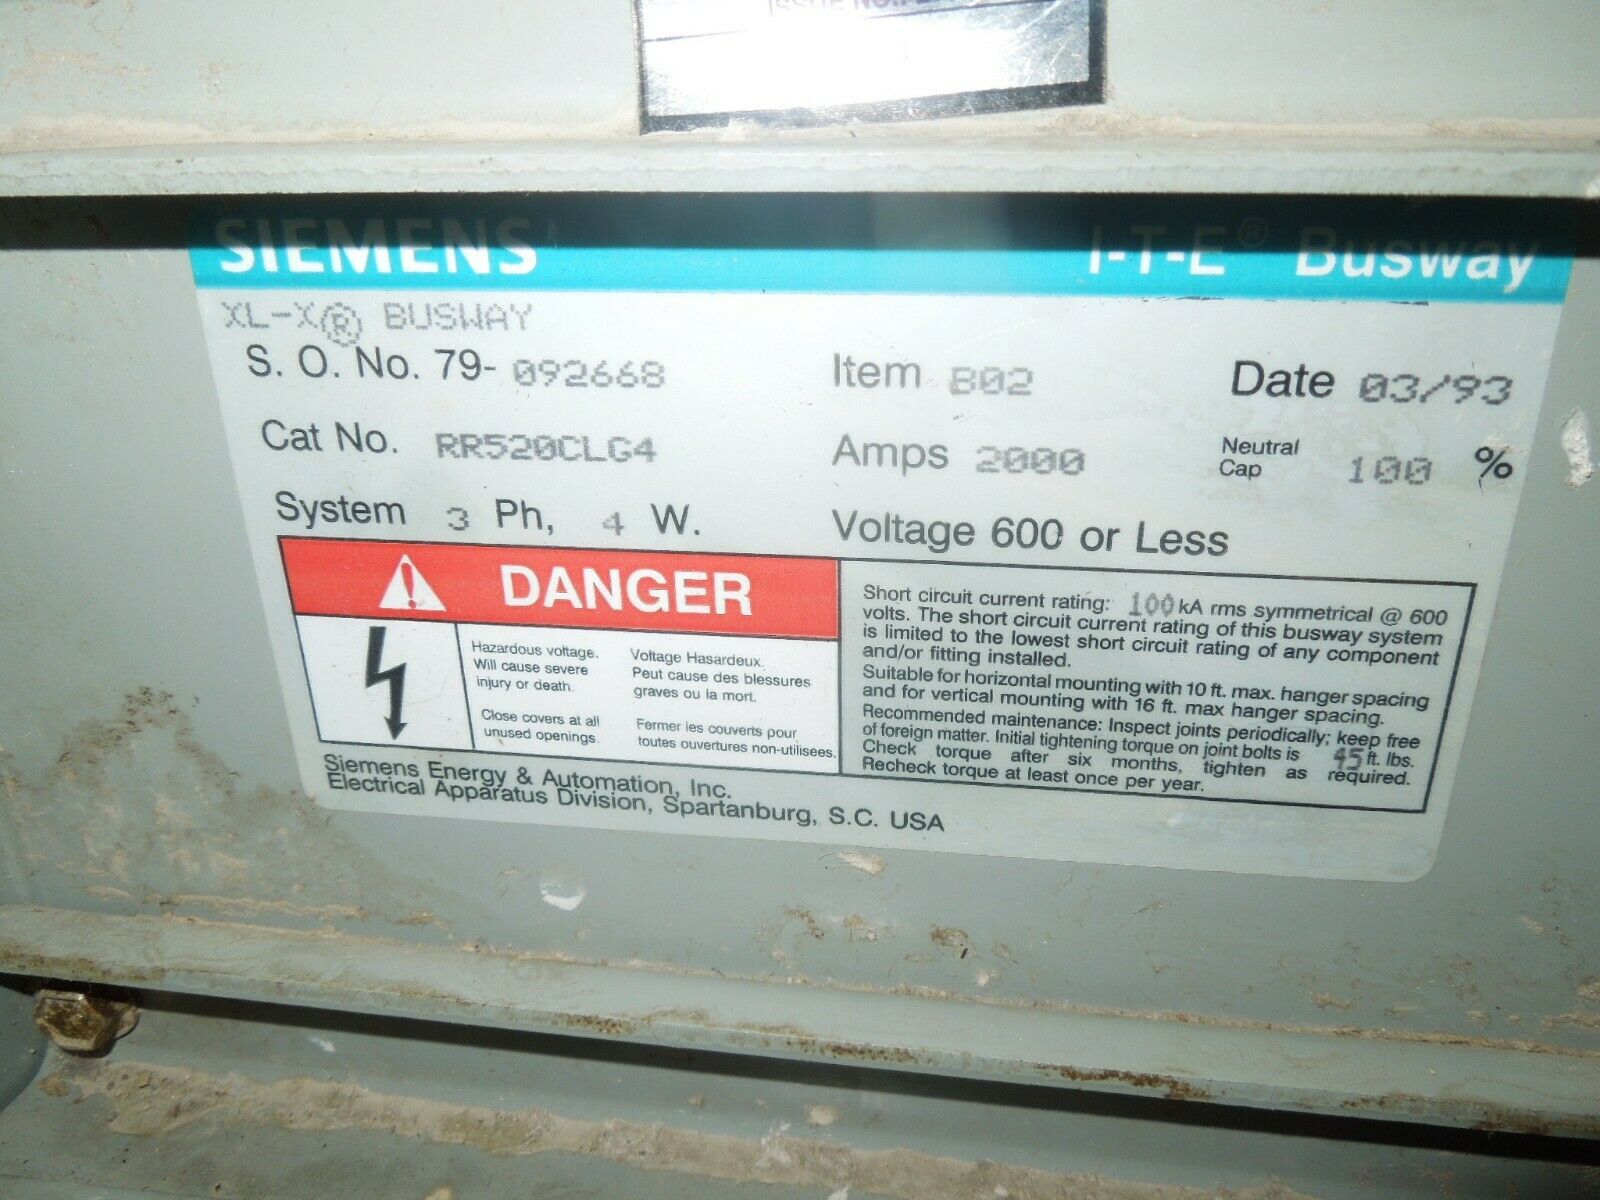 ISSUE NO.:
SIEMENS
I-T-E® Busway
XL-X® BUSWAY
S. O. No. 79- 092668
Item B02
Date 03/93
Cat No. RR520CLG4
Amps 2000
Neutral
Cap 100 %
System 3 Ph, 4 W.
Voltage 600 or Less
DANGER
Hazardous voltage.
Will cause severe
injury or death.
Close covers at all
unused openings.
Voltage Hasardeux.
Peut cause des blessures
graves ou la mort.
Fermer les couverts pour
toutes ouvertures non-utilisees.
Short circuit current rating: 100 kA rms symmetrical @ 600
volts. The short circuit current rating of this busway system
is limited to the lowest short circuit rating of any component
and/or fitting installed.
Suitable for horizontal mounting with 10 ft. max. hanger spacing
and for vertical mounting with 16 ft. max hanger spacing.
Recommended maintenance: Inspect joints periodically; keep free
of foreign matter. Initial tightening torque on joint bolts is 45 ft. lbs.
Check torque after six months, tighten as required.
Recheck torque at least once per year.
Siemens Energy & Automation, Inc.
Electrical Apparatus Division, Spartanburg, S.C. USA